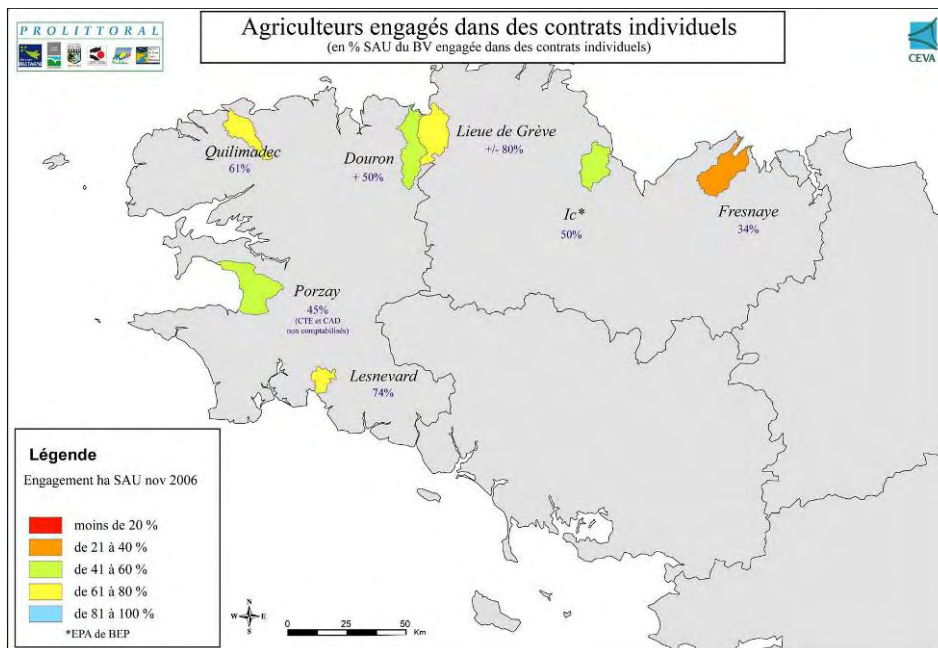 PROLITTORAL
Agriculteurs engagés dans des contrats individuels
(en % SAU du BV engagée dans des contrats individuels)
CEVA
Quilimadec
61%
Douron
+ 50%
Lieue de Grève
+/- 80%
Ic*
50%
Fresnaye
34%
Porzay
45%
(CTE et CAD
non comptabilisés)
Lesnevard
74%
Légende
Engagement ha SAU nov 2006
moins de 20 %
de 21 à 40 %
de 41 à 60 %
de 61 à 80 %
de 81 à 100 %
*EPA de BEP
N
W E
S
0 25 50
Km